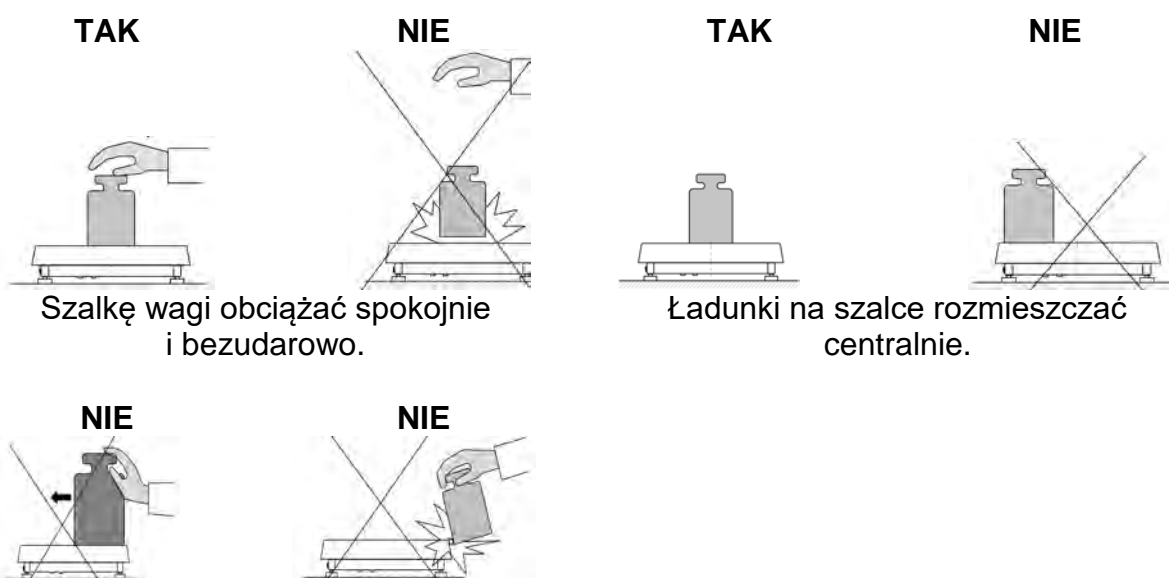 TAK NIE TAK NIE
Szalkę wagi obciążać spokojnie
i bezudarowo.
Ładunki na szalce rozmieszczać
centralnie.
NIE NIE